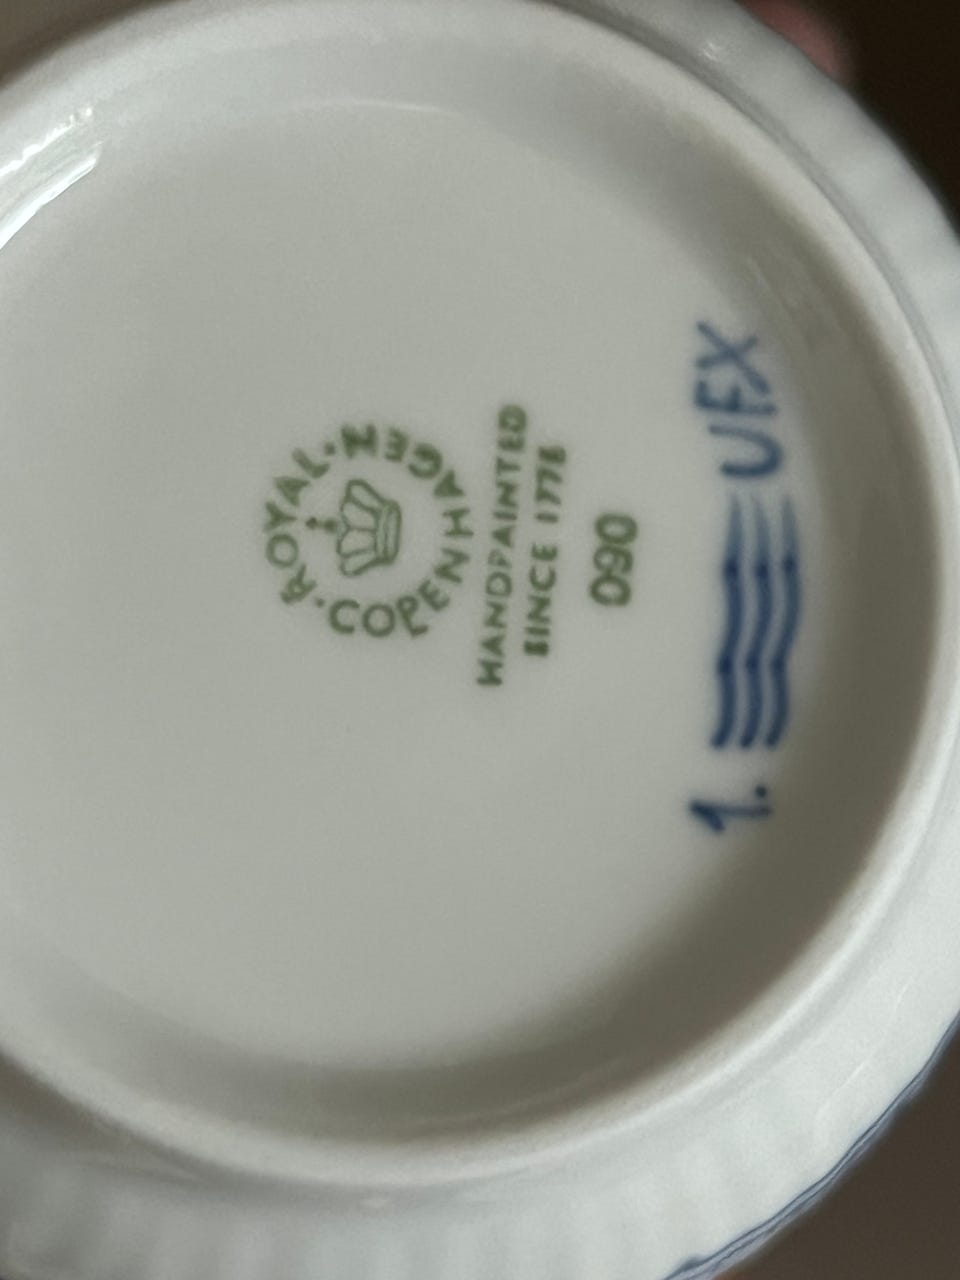 ROYAL · COPENHAGEN ·
HANDPAINTED
SINCE 1775
090
1. UFX